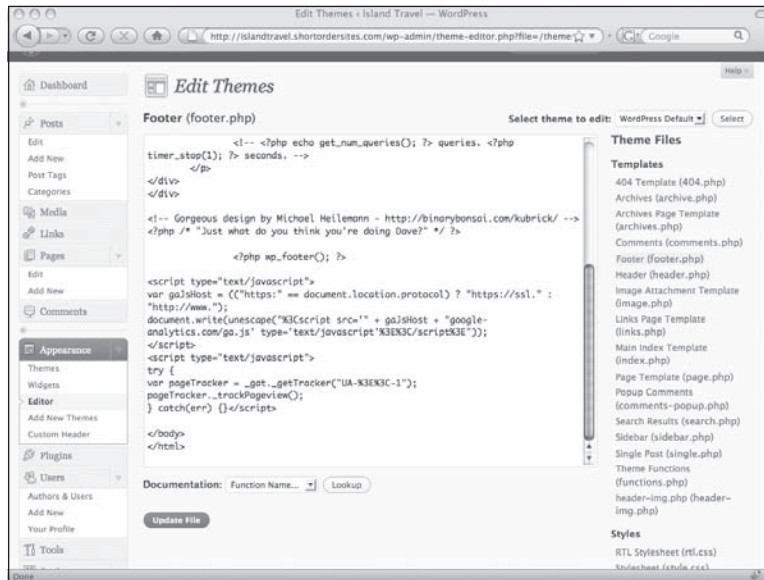 Edit Themes ‹ Island Travel — WordPress
http://islandtravel.shortordersites.com/wp-admin/theme-editor.php?file=/theme
Google
Help
Dashboard
Posts
Edit
Add New
Post Tags
Categories
Media
Links
Pages
Edit
Add New
Comments
Appearance
Themes
Widgets
Editor
Add New Themes
Custom Header
Plugins
Users
Authors & Users
Add New
Your Profile
Tools
Edit Themes
Footer (footer.php)
Select theme to edit: WordPress Default Select
<!-- <?php echo get_num_queries(); ?> queries. <?php
timer_stop(1); ?> seconds. -->
</p>
</div>
</div>
<!-- Gorgeous design by Michael Heilemann - http://binarybonsai.com/kubrick/ -->
<?php /* "Just what do you think you're doing Dave?" */ ?>
<?php wp_footer(); ?>
<script type="text/javascript">
var gaJsHost = (("https:" == document.location.protocol) ? "https://ssl." :
"http://www.");
document.write(unescape("%3Cscript src='" + gaJsHost + "google-
analytics.com/ga.js' type='text/javascript'%3E%3C/script%3E"));
</script>
<script type="text/javascript">
try {
var pageTracker = _gat._getTracker("UA-%3E%3C-1");
pageTracker._trackPageview();
} catch(err) {}</script>
</body>
</html>
Documentation: Function Name... Lookup
Update File
Theme Files
Templates
404 Template (404.php)
Archives (archive.php)
Archives Page Template
(archives.php)
Comments (comments.php)
Footer (footer.php)
Header (header.php)
Image Attachment Template
(image.php)
Links Page Template
(links.php)
Main Index Template
(index.php)
Page Template (page.php)
Popup Comments
(comments-popup.php)
Search Results (search.php)
Sidebar (sidebar.php)
Single Post (single.php)
Theme Functions
(functions.php)
header-img.php (header-
img.php)
Styles
RTL Stylesheet (rtl.css)
Stylesheet (style.css)
Done